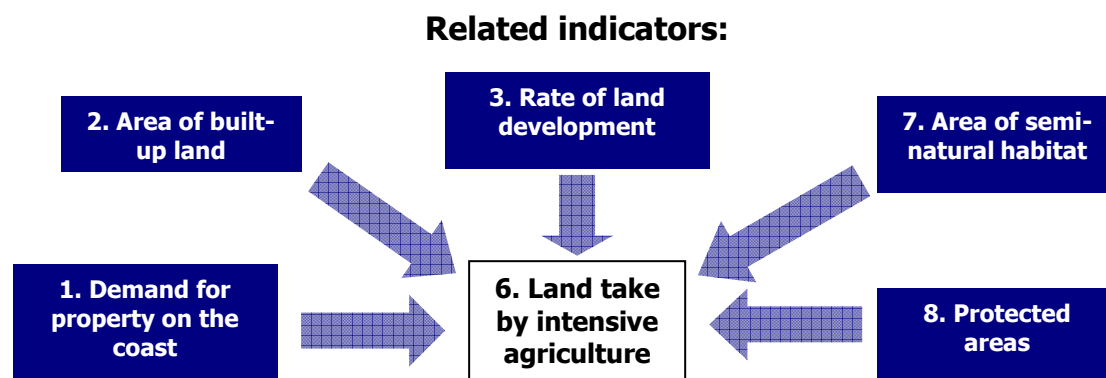 Related indicators:
2. Area of built-
up land
3. Rate of land
development
7. Area of semi-
natural habitat
1. Demand for
property on the
coast
6. Land take
by intensive
agriculture
8. Protected
areas